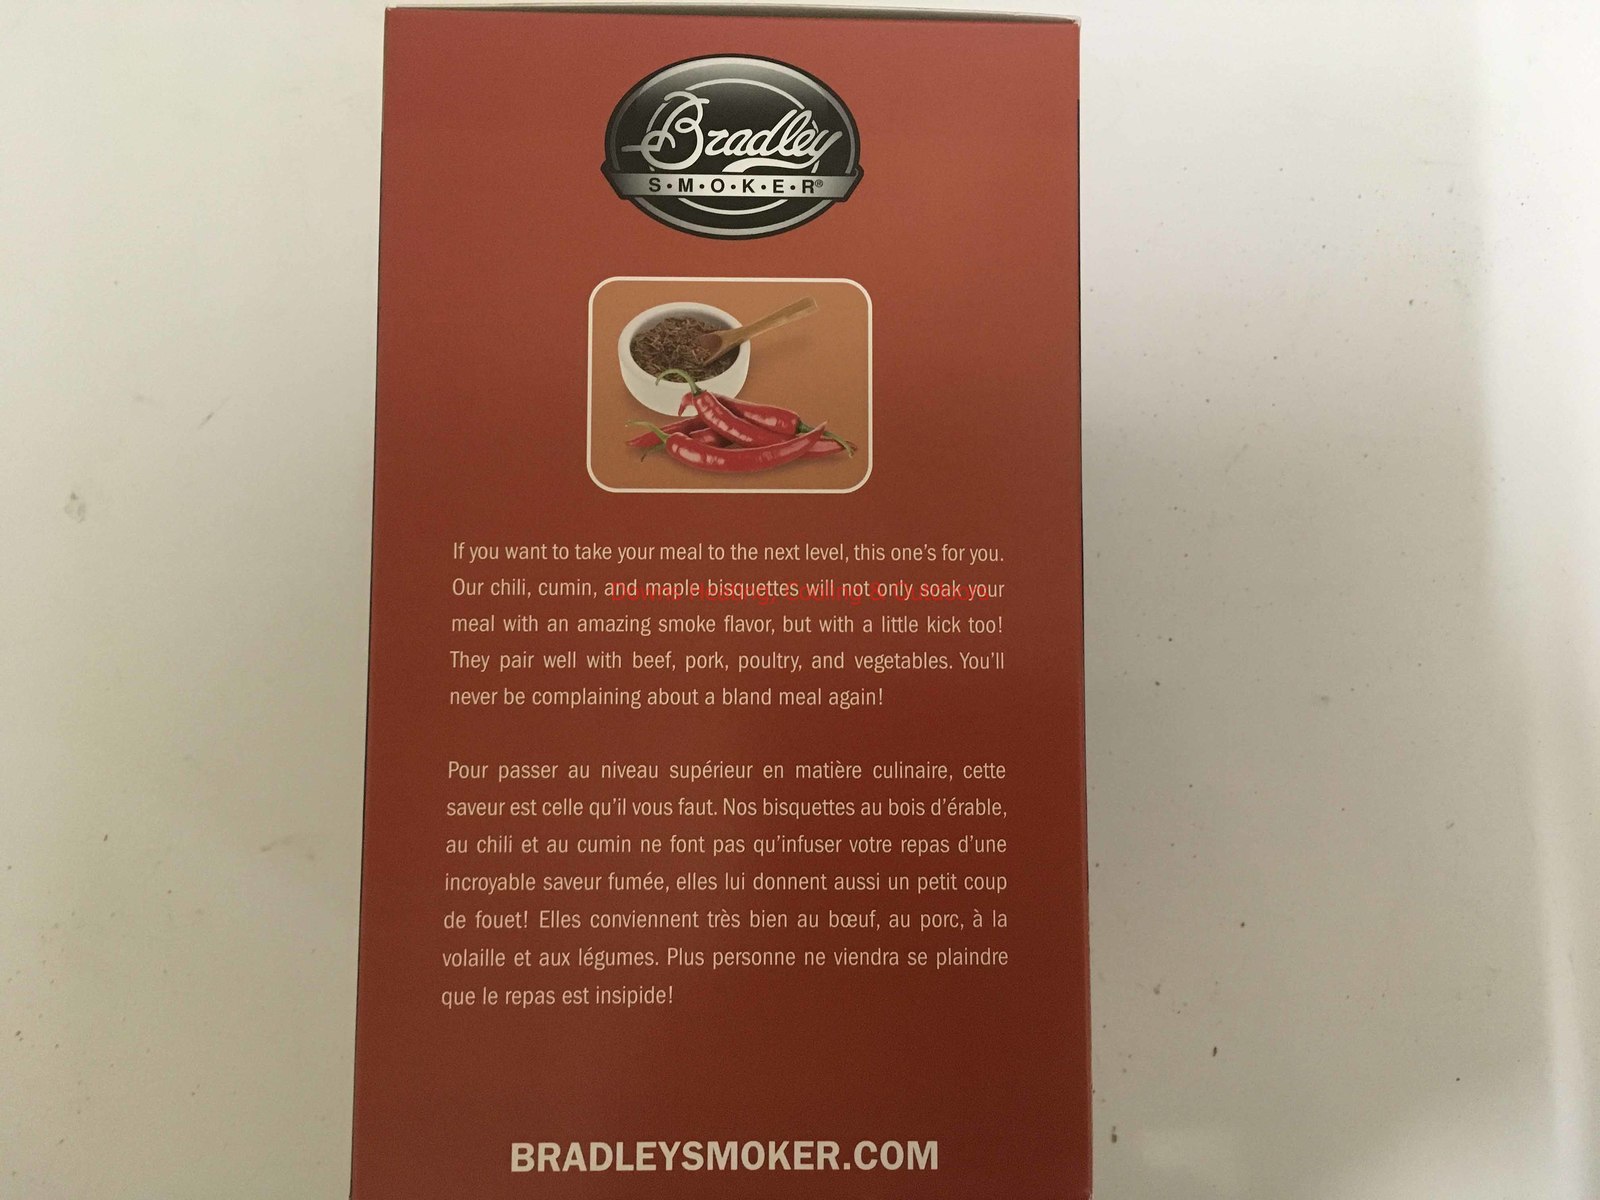 Bradley
S•M•O•K•E•R®
If you want to take your meal to the next level, this one's for you.
Our chili, cumin, and maple bisquettes will not only soak your
meal with an amazing smoke flavor, but with a little kick too!
They pair well with beef, pork, poultry, and vegetables. You'll
never be complaining about a bland meal again!
Pour passer au niveau supérieur en matière culinaire, cette
saveur est celle qu'il vous faut. Nos bisquettes au bois d'érable,
au chili et au cumin ne font pas qu'infuser votre repas d'une
incroyable saveur fumée, elles lui donnent aussi un petit coup
de fouet! Elles conviennent très bien au bœuf, au porc, à la
volaille et aux légumes. Plus personne ne viendra se plaindre
que le repas est insipide!
BRADLEYSMOKER.COM